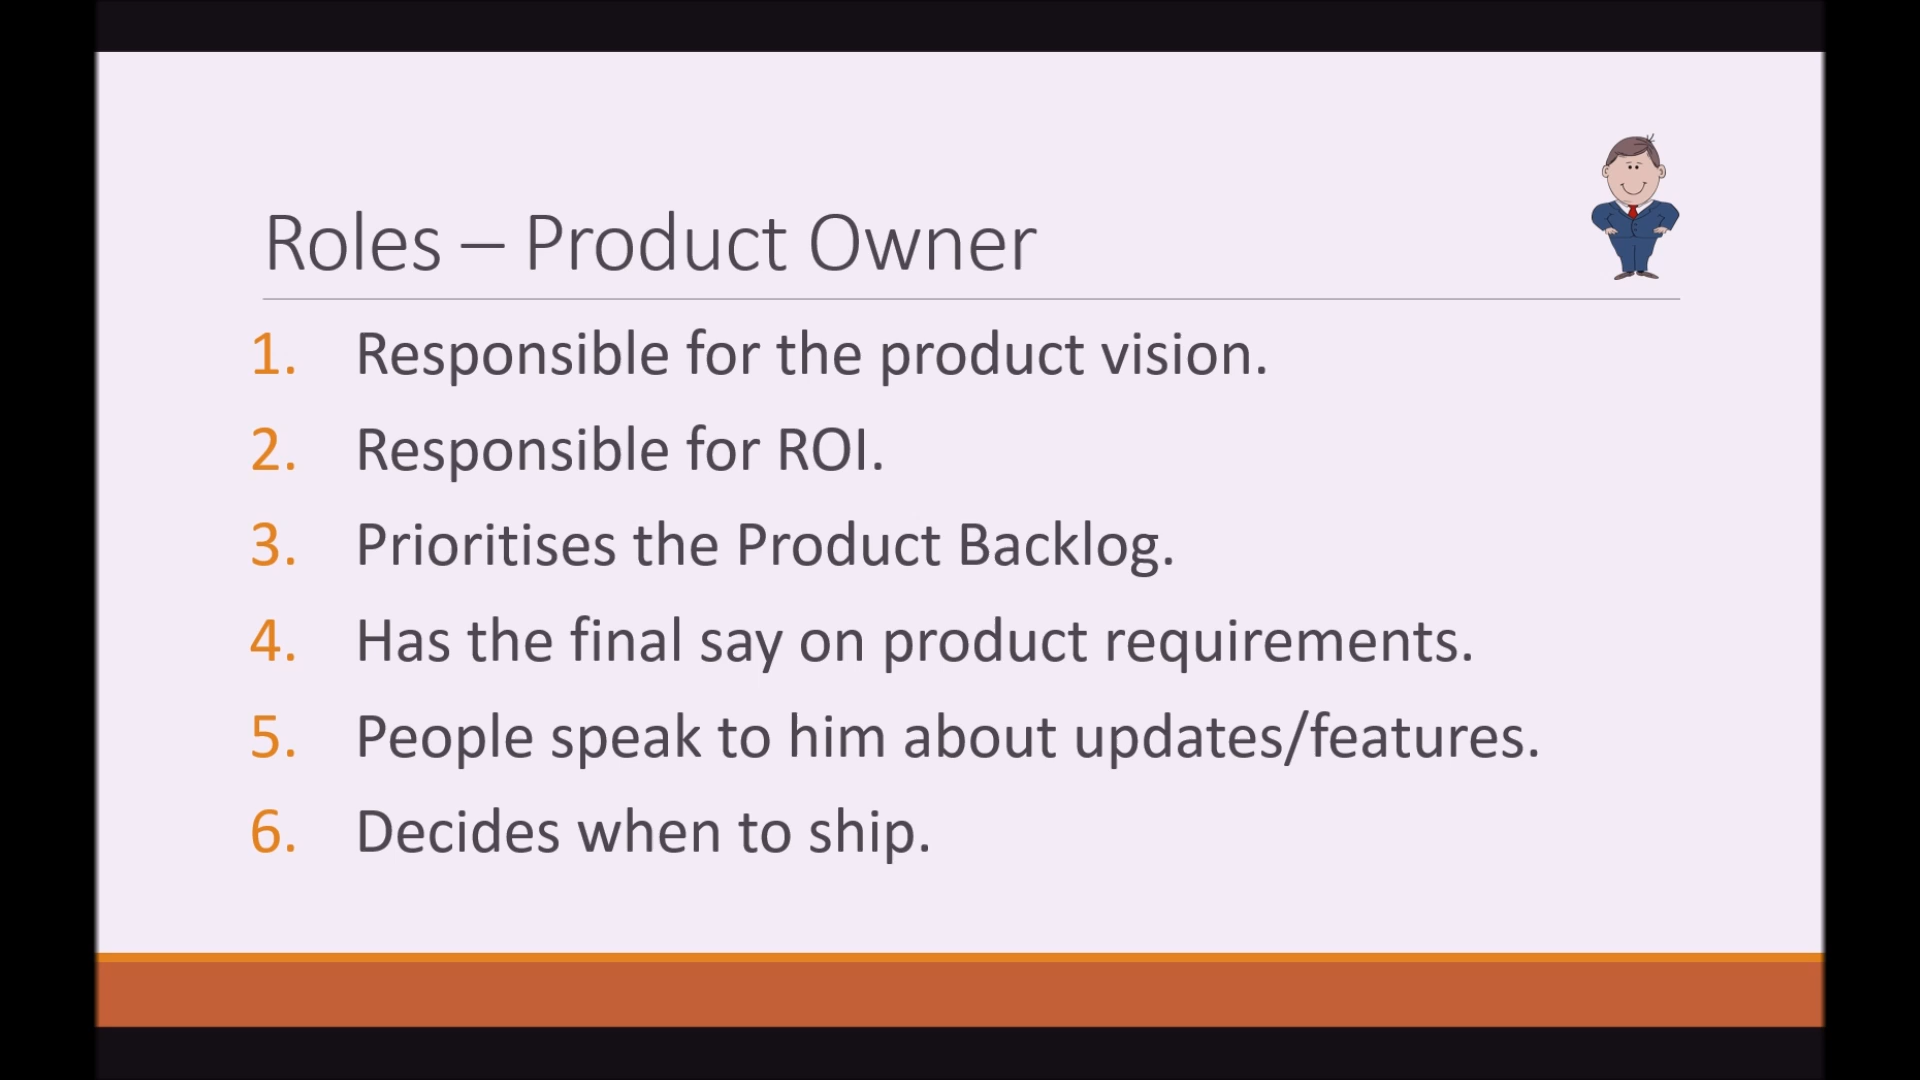 Roles – Product Owner
1. Responsible for the product vision.
2. Responsible for ROI.
3. Prioritises the Product Backlog.
4. Has the final say on product requirements.
5. People speak to him about updates/features.
6. Decides when to ship.